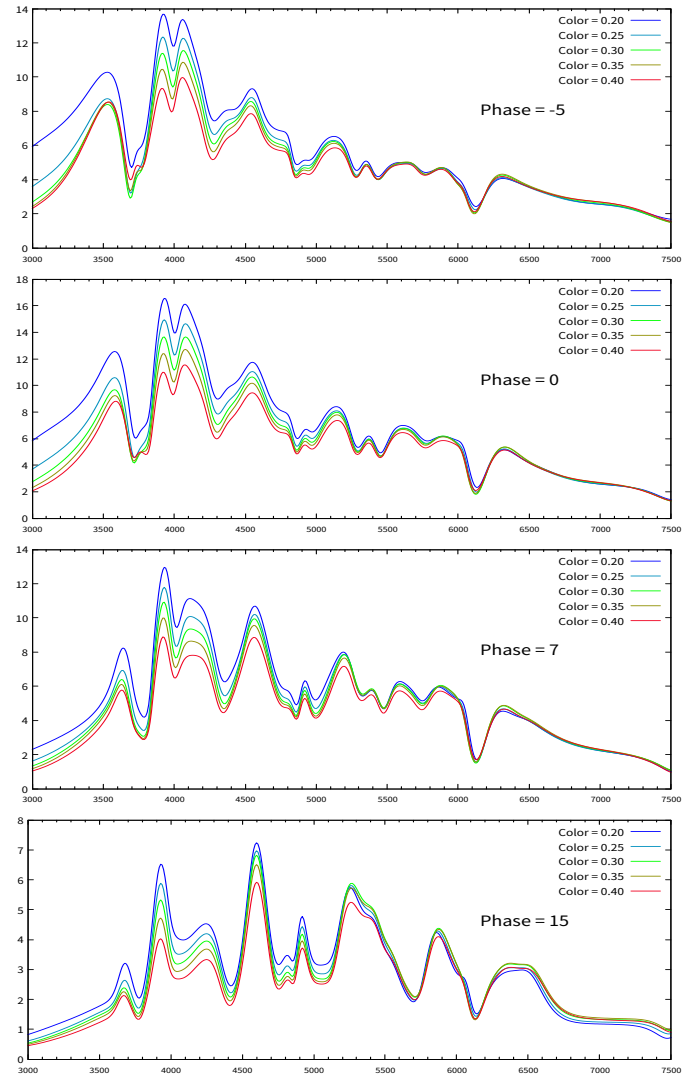 14
12
10
8
6
4
2
0
Color = 0.20
Color = 0.25
Color = 0.30
Color = 0.35
Color = 0.40
Phase = -5
3000 3500 4000 4500 5000 5500 6000 6500 7000 7500
18
16
14
12
10
8
6
4
2
0
Color = 0.20
Color = 0.25
Color = 0.30
Color = 0.35
Color = 0.40
Phase = 0
3000 3500 4000 4500 5000 5500 6000 6500 7000 7500
14
12
10
8
6
4
2
0
Color = 0.20
Color = 0.25
Color = 0.30
Color = 0.35
Color = 0.40
Phase = 7
3000 3500 4000 4500 5000 5500 6000 6500 7000 7500
8
7
6
5
4
3
2
1
0
Color = 0.20
Color = 0.25
Color = 0.30
Color = 0.35
Color = 0.40
Phase = 15
3000 3500 4000 4500 5000 5500 6000 6500 7000 7500